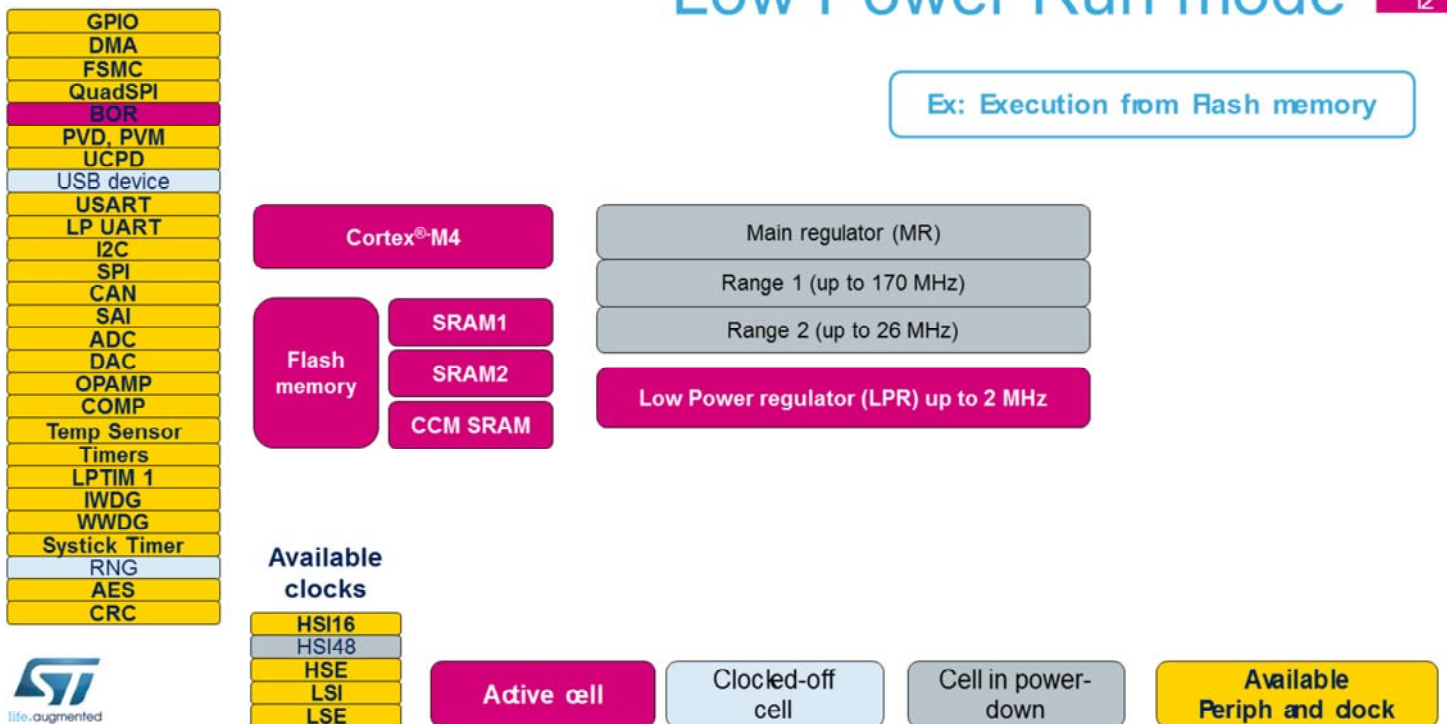 Low Power Run mode
12
GPIO
DMA
FSMC
QuadSPI
BOR
PVD, PVM
UCPD
USB device
USART
LP UART
I2C
SPI
CAN
SAI
ADC
DAC
OPAMP
COMP
Temp Sensor
Timers
LPTIM 1
IWDG
WWDG
Systick Timer
RNG
AES
CRC
Ex: Execution from Flash memory
Cortex®-M4
Flash
memory
SRAM1
SRAM2
CCM SRAM
Main regulator (MR)
Range 1 (up to 170 MHz)
Range 2 (up to 26 MHz)
Low Power regulator (LPR) up to 2 MHz
Available
clocks
HSI16
HSI48
HSE
LSI
LSE
ST
life.augmented
Active cell
Clocked-off
cell
Cell in power-
down
Available
Periph and clock